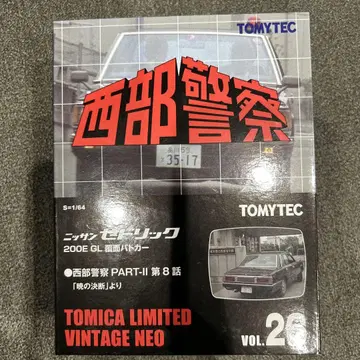 TOMYTEC
西部警察
35-17
S=1/64
ニッサン セドリック
200E GL 覆面パトカー
TOMYTEC
●西部警察 PART-II 第8話
「暁の決断」より
TOMICA LIMITED
VINTAGE NEO
VOL.